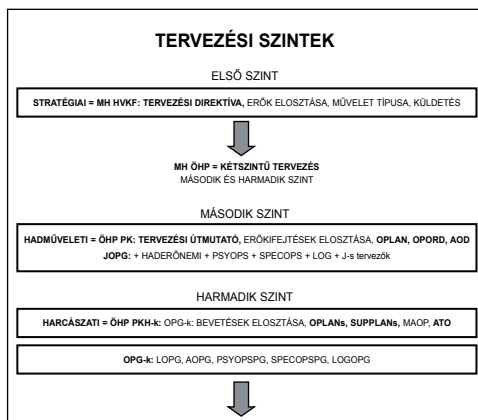 TERVEZÉSI SZINTEK
ELSŐ SZINT
STRATÉGIAI = MH HVKF: TERVEZÉSI DIREKTÍVA, ERŐK ELOSZTÁSA, MŰVELET TÍPUSA, KÜLDETÉS
MH ÖHP = KÉTSZINTŰ TERVEZÉS
MÁSODIK ÉS HARMADIK SZINT
MÁSODIK SZINT
HADMŰVELETI = ÖHP PK: TERVEZÉSI ÚTMUTATÓ, ERŐKIFEJTÉSEK ELOSZTÁSA, OPLAN, OPORD, AOD
JOPG: + HADERŐNEMI + PSYOPS + SPECOPS + LOG + J-s tervezők
HARMADIK SZINT
HARCÁSZATI = ÖHP PKH-k: OPG-k: BEVETÉSEK ELOSZTÁSA, OPLANs, SUPPLANs, MAOP, ATO
OPG-k: LOPG, AOPG, PSYOPSPG, SPECOPSPG, LOGOPG